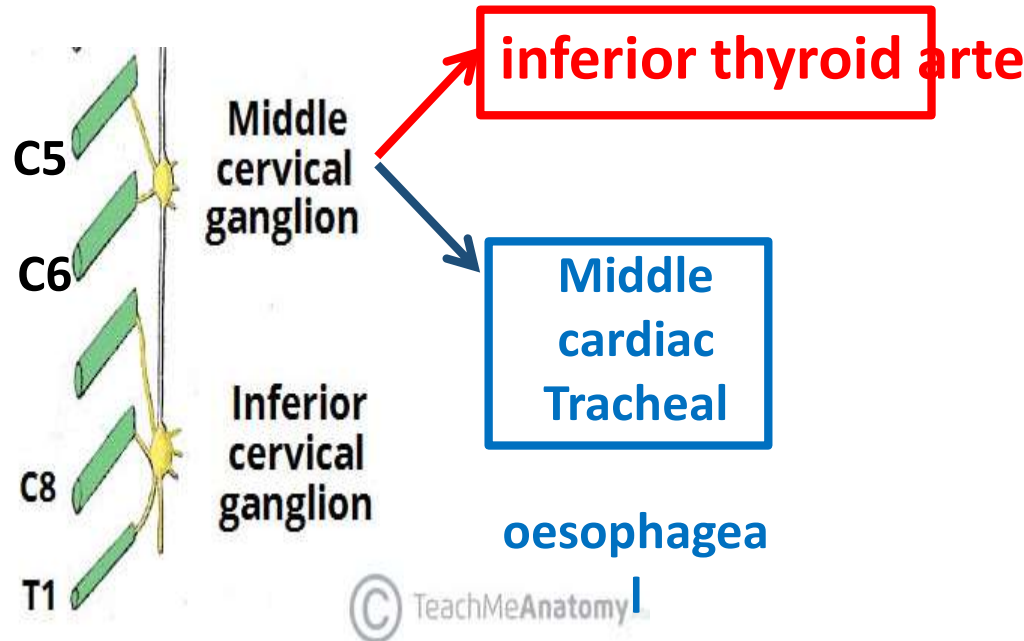 inferior thyroid arte
C5
Middle
cervical
ganglion
C6
Middle
cardiac
Tracheal
Inferior
cervical
ganglion
C8
oesophagea
l
T1
© TeachMeAnatomy